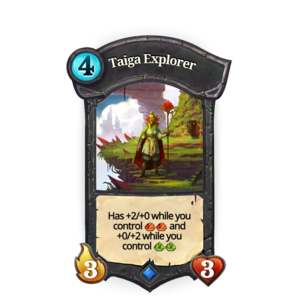 4
Taiga Explorer
Has +2/+0 while you
control and
+0/+2 while you
control
3
3